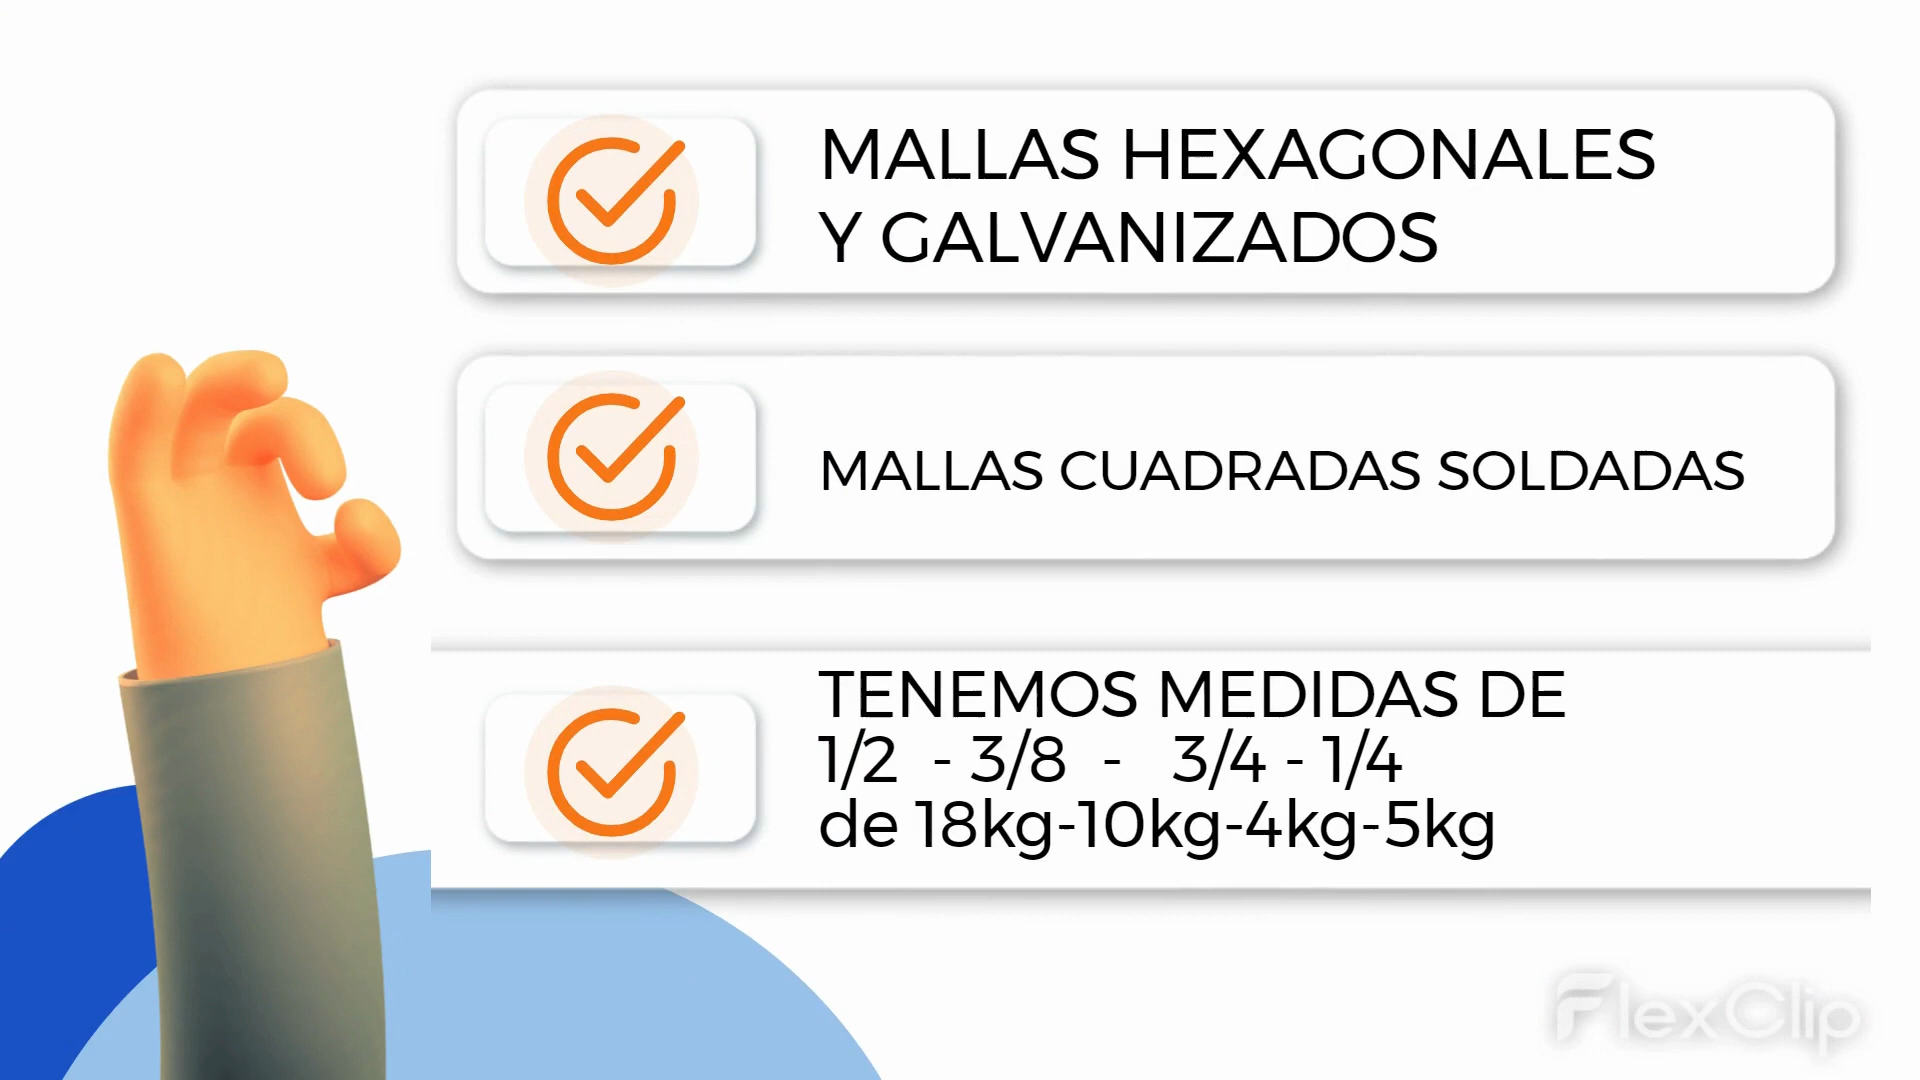 MALLAS HEXAGONALES
Y GALVANIZADOS
MALLAS CUADRADAS SOLDADAS
TENEMOS MEDIDAS DE
1/2 - 3/8 - 3/4 - 1/4
de 18kg-10kg-4kg-5kg
FlexClip